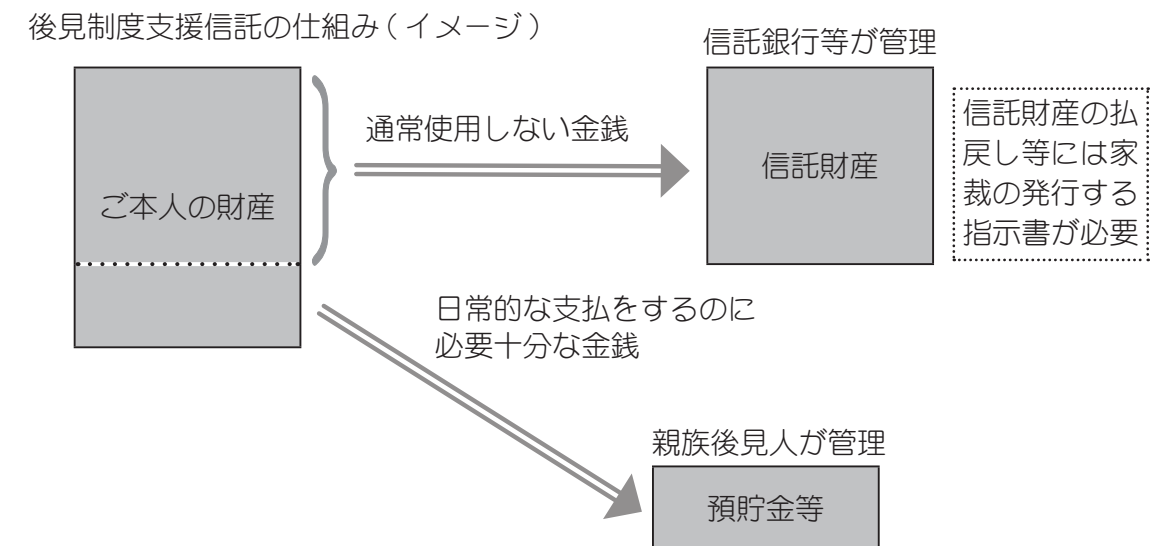 後見制度支援信託の仕組み（イメージ）
信託銀行等が管理
ご本人の財産
通常使用しない金銭
信託財産
信託財産の払
戻し等には家
裁の発行する
指示書が必要
日常的な支払をするのに
必要十分な金銭
親族後見人が管理
預貯金等